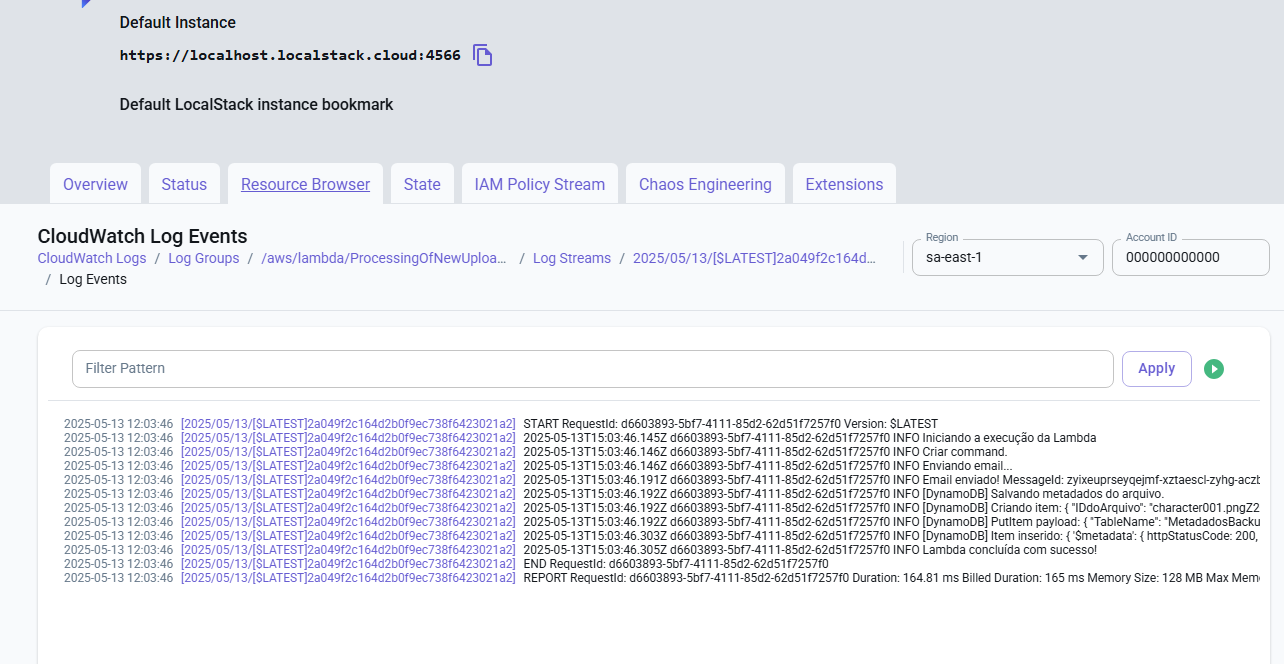 Default Instance
https://localhost.localstack.cloud:4566
Default LocalStack instance bookmark
Overview Status Resource Browser State IAM Policy Stream Chaos Engineering Extensions
CloudWatch Log Events
CloudWatch Logs / Log Groups / /aws/lambda/ProcessingOfNewUploa... / Log Streams / 2025/05/13/[$LATEST]2a049f2c164d...
/ Log Events
Region
sa-east-1
Account ID
000000000000
Filter Pattern
Apply
2025-05-13 12:03:46 [2025/05/13/[$LATEST]2a049f2c164d2b0f9ec738f6423021a2] START RequestId: d6603893-5bf7-4111-85d2-62d51f7257f0 Version: $LATEST
2025-05-13 12:03:46 [2025/05/13/[$LATEST]2a049f2c164d2b0f9ec738f6423021a2] 2025-05-13T15:03:46.145Z d6603893-5bf7-4111-85d2-62d51f7257f0 INFO Iniciando a execução da Lambda
2025-05-13 12:03:46 [2025/05/13/[$LATEST]2a049f2c164d2b0f9ec738f6423021a2] 2025-05-13T15:03:46.146Z d6603893-5bf7-4111-85d2-62d51f7257f0 INFO Criar command.
2025-05-13 12:03:46 [2025/05/13/[$LATEST]2a049f2c164d2b0f9ec738f6423021a2] 2025-05-13T15:03:46.146Z d6603893-5bf7-4111-85d2-62d51f7257f0 INFO Enviando email...
2025-05-13 12:03:46 [2025/05/13/[$LATEST]2a049f2c164d2b0f9ec738f6423021a2] 2025-05-13T15:03:46.191Z d6603893-5bf7-4111-85d2-62d51f7257f0 INFO Email enviado! MessageId: zyixeuprseyqejmf-xztaescl-zyhg-aczb
2025-05-13 12:03:46 [2025/05/13/[$LATEST]2a049f2c164d2b0f9ec738f6423021a2] 2025-05-13T15:03:46.192Z d6603893-5bf7-4111-85d2-62d51f7257f0 INFO [DynamoDB] Salvando metadados do arquivo.
2025-05-13 12:03:46 [2025/05/13/[$LATEST]2a049f2c164d2b0f9ec738f6423021a2] 2025-05-13T15:03:46.192Z d6603893-5bf7-4111-85d2-62d51f7257f0 INFO [DynamoDB] Criando item: { "IDdoArquivo": "character001.pngZ2
2025-05-13 12:03:46 [2025/05/13/[$LATEST]2a049f2c164d2b0f9ec738f6423021a2] 2025-05-13T15:03:46.192Z d6603893-5bf7-4111-85d2-62d51f7257f0 INFO [DynamoDB] PutItem payload: { "TableName": "MetadadosBacku
2025-05-13 12:03:46 [2025/05/13/[$LATEST]2a049f2c164d2b0f9ec738f6423021a2] 2025-05-13T15:03:46.303Z d6603893-5bf7-4111-85d2-62d51f7257f0 INFO [DynamoDB] Item inserido: { '$metadata': { httpStatusCode: 200,
2025-05-13 12:03:46 [2025/05/13/[$LATEST]2a049f2c164d2b0f9ec738f6423021a2] 2025-05-13T15:03:46.305Z d6603893-5bf7-4111-85d2-62d51f7257f0 INFO Lambda concluída com sucesso!
2025-05-13 12:03:46 [2025/05/13/[$LATEST]2a049f2c164d2b0f9ec738f6423021a2] END RequestId: d6603893-5bf7-4111-85d2-62d51f7257f0
2025-05-13 12:03:46 [2025/05/13/[$LATEST]2a049f2c164d2b0f9ec738f6423021a2] REPORT RequestId: d6603893-5bf7-4111-85d2-62d51f7257f0 Duration: 164.81 ms Billed Duration: 165 ms Memory Size: 128 MB Max Mem